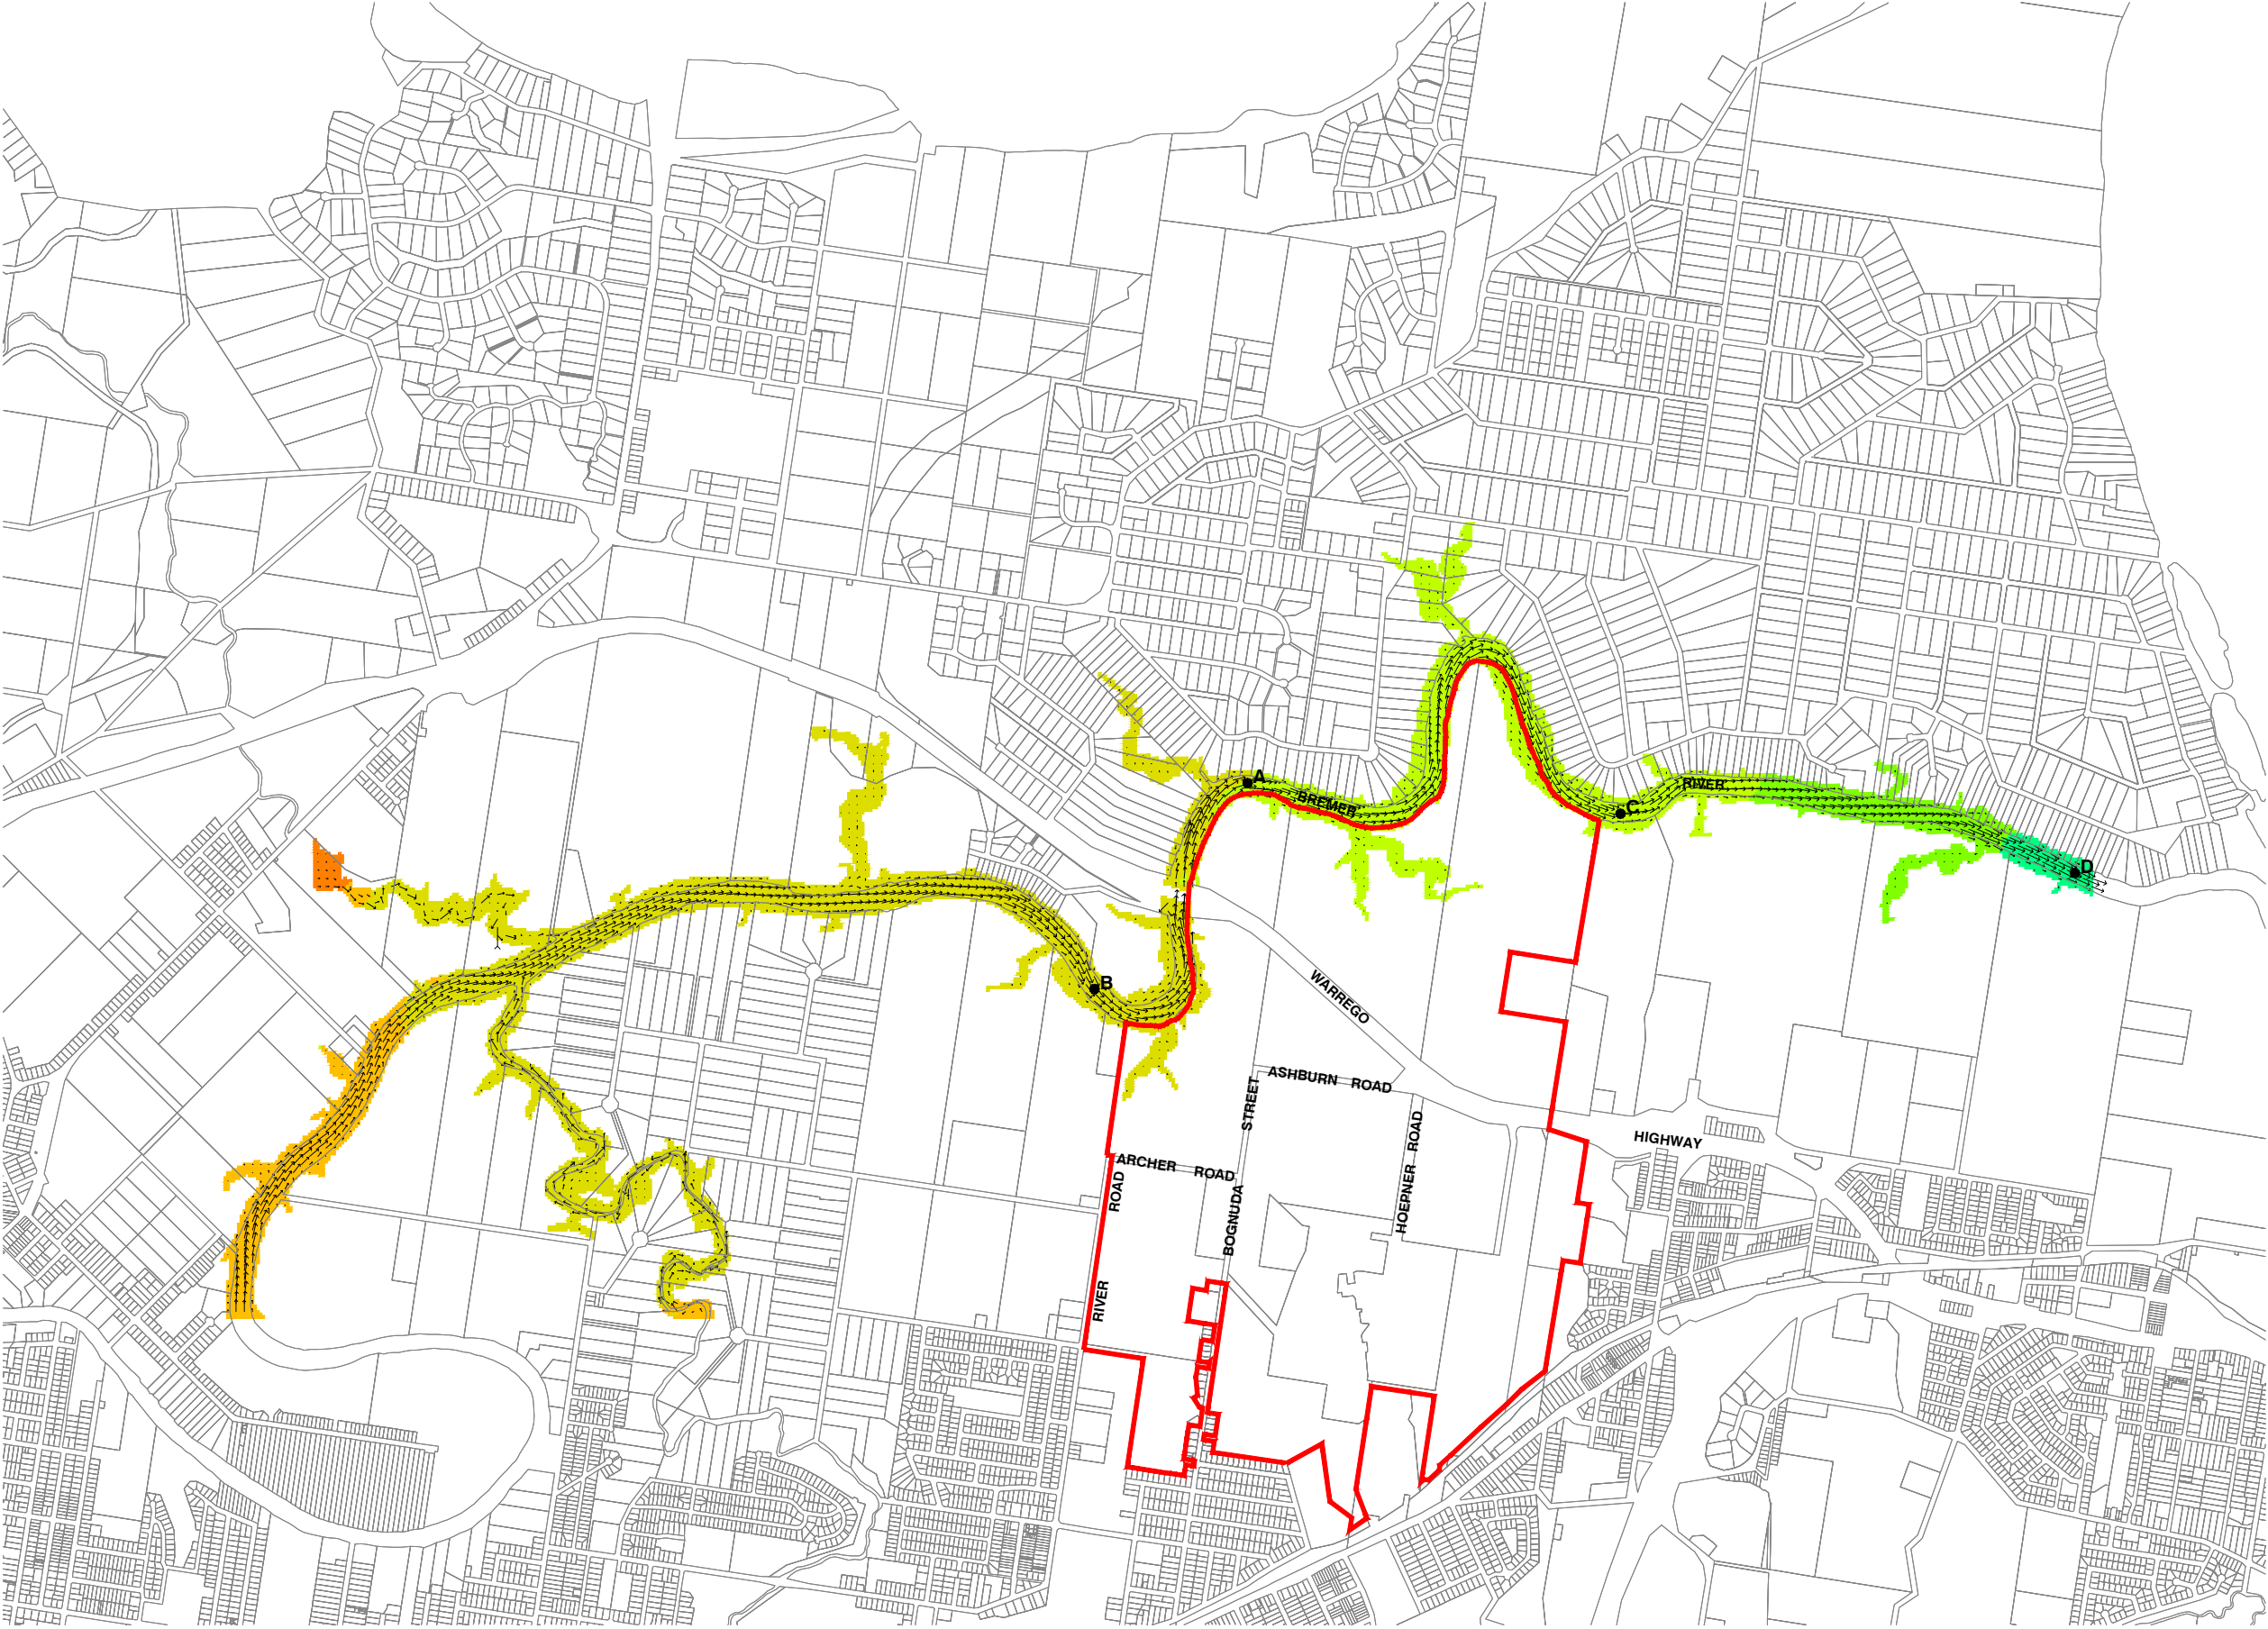 A
BREMER
RIVER
C
D
B
WARREGO
ASHBURN ROAD
STREET
HIGHWAY
HOEPNER ROAD
ARCHER ROAD
ROAD
BOGNUDA
RIVER